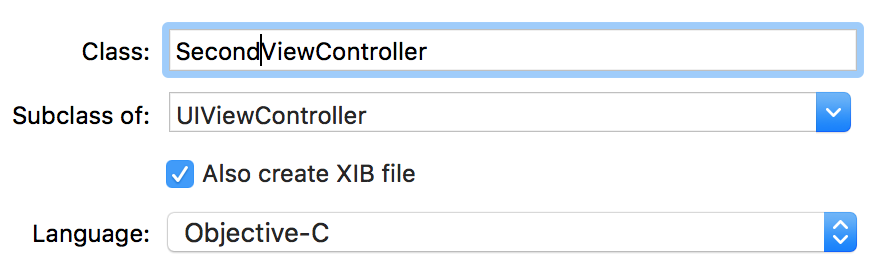 Class: SecondViewController
Subclass of: UIViewController
Also create XIB file
Language: Objective-C